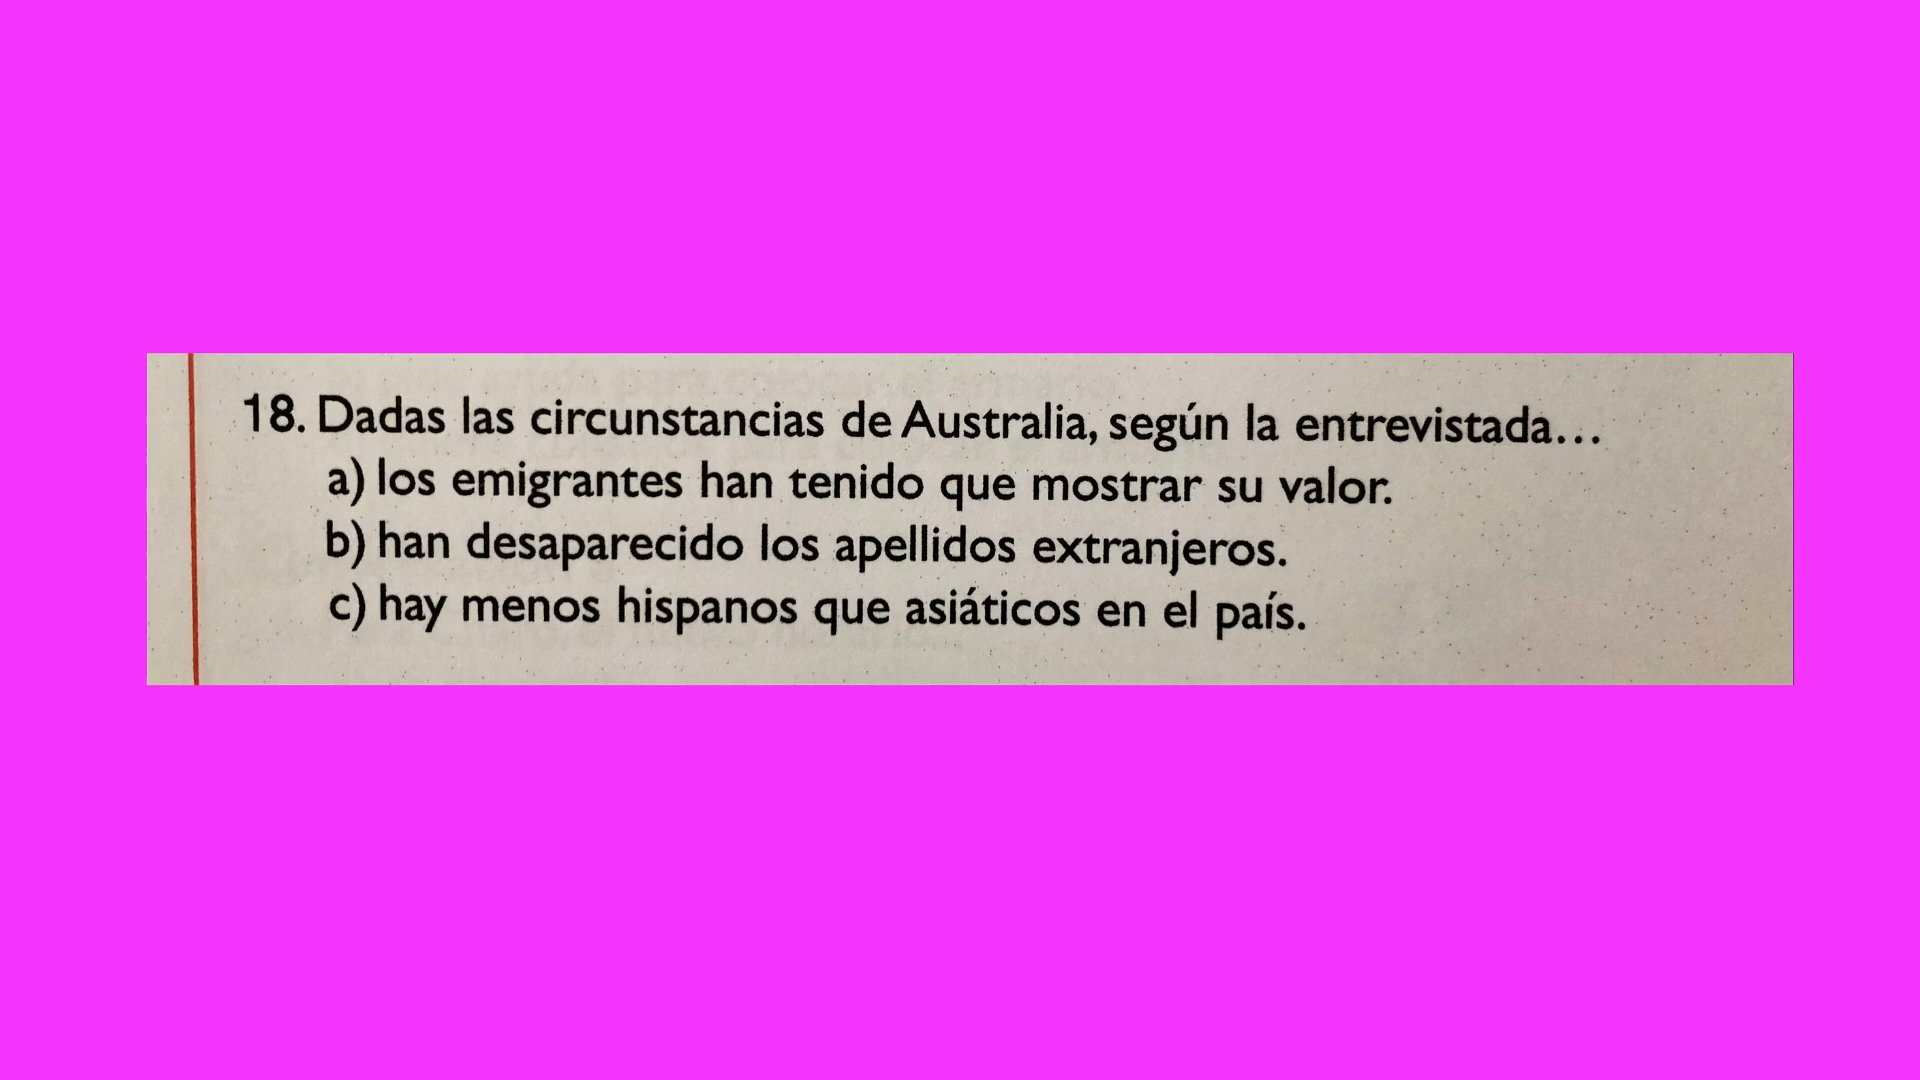 18. Dadas las circunstancias de Australia, según la entrevistada...
a) los emigrantes han tenido que mostrar su valor.
b) han desaparecido los apellidos extranjeros.
c) hay menos hispanos que asiáticos en el país.